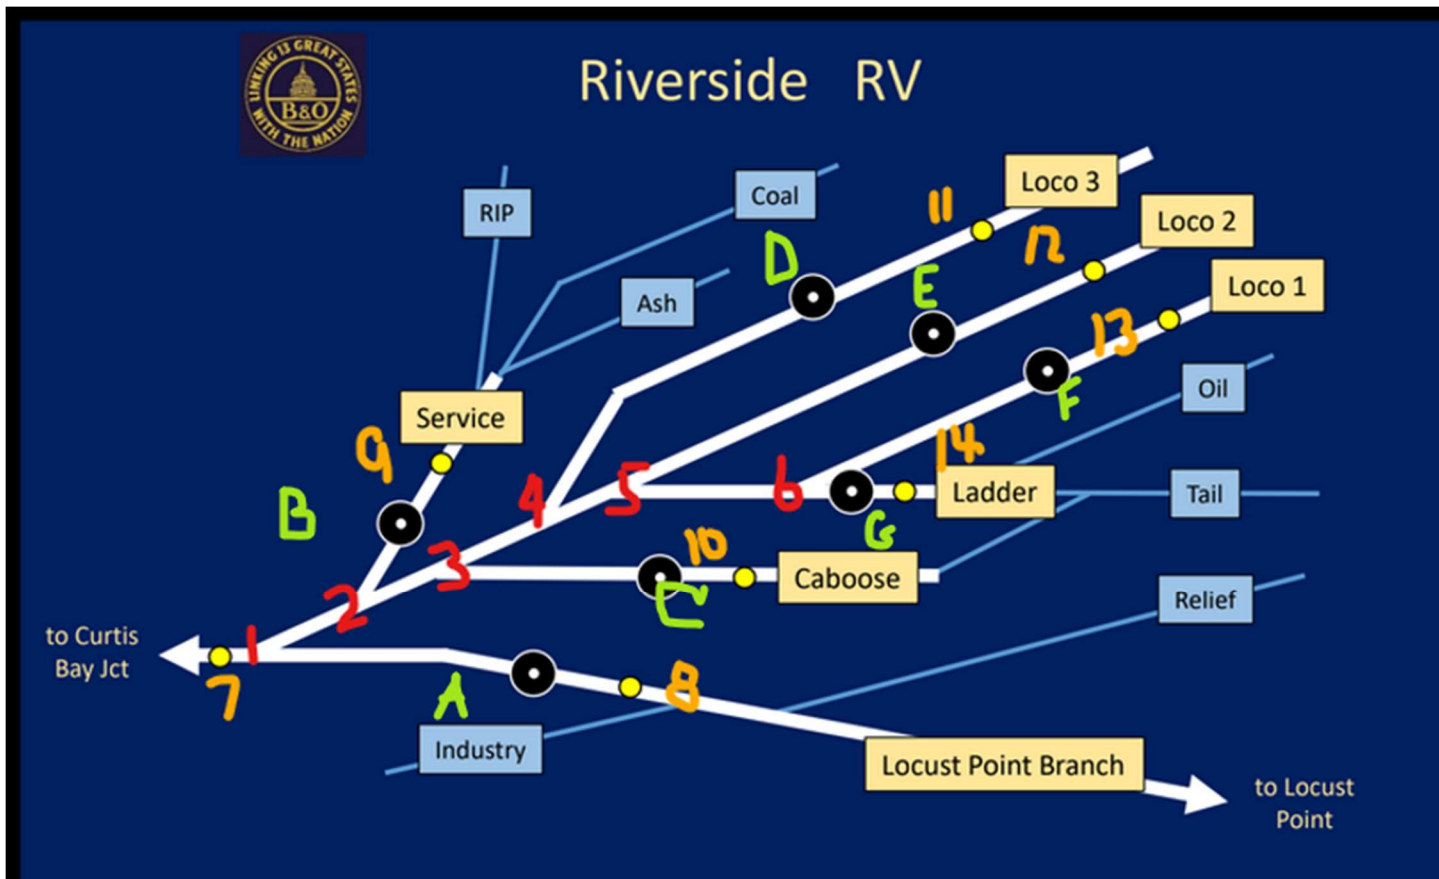 LINKING 13 GREAT STATES
B&O
WITH THE NATION
Riverside RV
RIP
Coal
Loco 3
Loco 2
Loco 1
Ash
Service
Oil
Ladder
Tail
Caboose
Relief
to Curtis
Bay Jct
Industry
Locust Point Branch
to Locust
Point
11
12
D
E
13
F
9
14
B
4
5
6
G
10
3
C
2
1
7
A
8